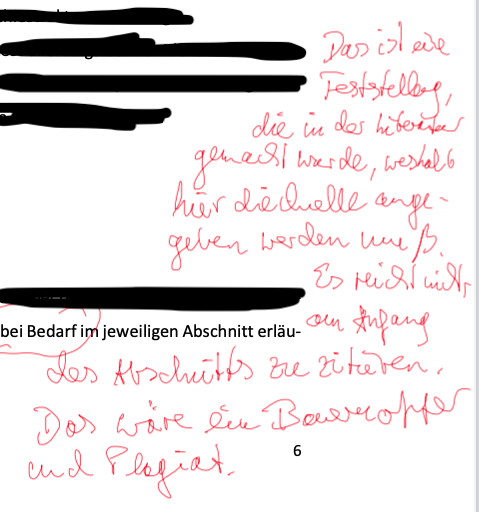 Das ist eine
Feststellung,
die in der Literatur
gemacht wurde, weshalb
hier die Quelle ange-
geben werden muß.
Es reicht nicht,
bei Bedarf im jeweiligen Abschnitt erläu-
am Anfang
des Abschnitts zu zitieren.
Das wäre ein Bauernopfer
und Plagiat.
6